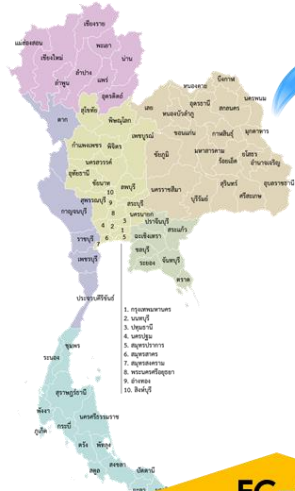 เชียงราย
แม่ฮ่องสอน
พะเยา
เชียงใหม่
น่าน
ลำปาง
แพร่
ลำพูน
อุตรดิตถ์
สุโขทัย
ตาก
พิษณุโลก
เลย
หนองคาย
บึงกาฬ
อุดรธานี
นครพนม
สกลนคร
หนองบัวลำภู
เพชรบูรณ์
ขอนแก่น
กาฬสินธุ์
มุกดาหาร
กำแพงเพชร
พิจิตร
ชัยภูมิ
มหาสารคาม
ร้อยเอ็ด
ยโสธร
อำนาจเจริญ
นครสวรรค์
อุทัยธานี
ชัยนาท
ลพบุรี
นครราชสีมา
บุรีรัมย์
สุรินทร์
ศรีสะเกษ
อุบลราชธานี
10
สุพรรณบุรี
9
สระบุรี
กาญจนบุรี
8
นครนายก
3
ปราจีนบุรี
สระแก้ว
4
2
1
ฉะเชิงเทรา
ราชบุรี
6
5
7
ชลบุรี
เพชรบุรี
ระยอง
จันทบุรี
ตราด
ประจวบคีรีขันธ์
1. กรุงเทพมหานคร
2. นนทบุรี
3. ปทุมธานี
4. นครปฐม
5. สมุทรปราการ
6. สมุทรสาคร
7. สมุทรสงคราม
8. พระนครศรีอยุธยา
9. อ่างทอง
10. สิงห์บุรี
ชุมพร
ระนอง
สุราษฎร์ธานี
พังงา
นครศรีธรรมราช
ภูเก็ต
กระบี่
ตรัง
พัทลุง
สตูล
สงขลา
ปัตตานี
EC